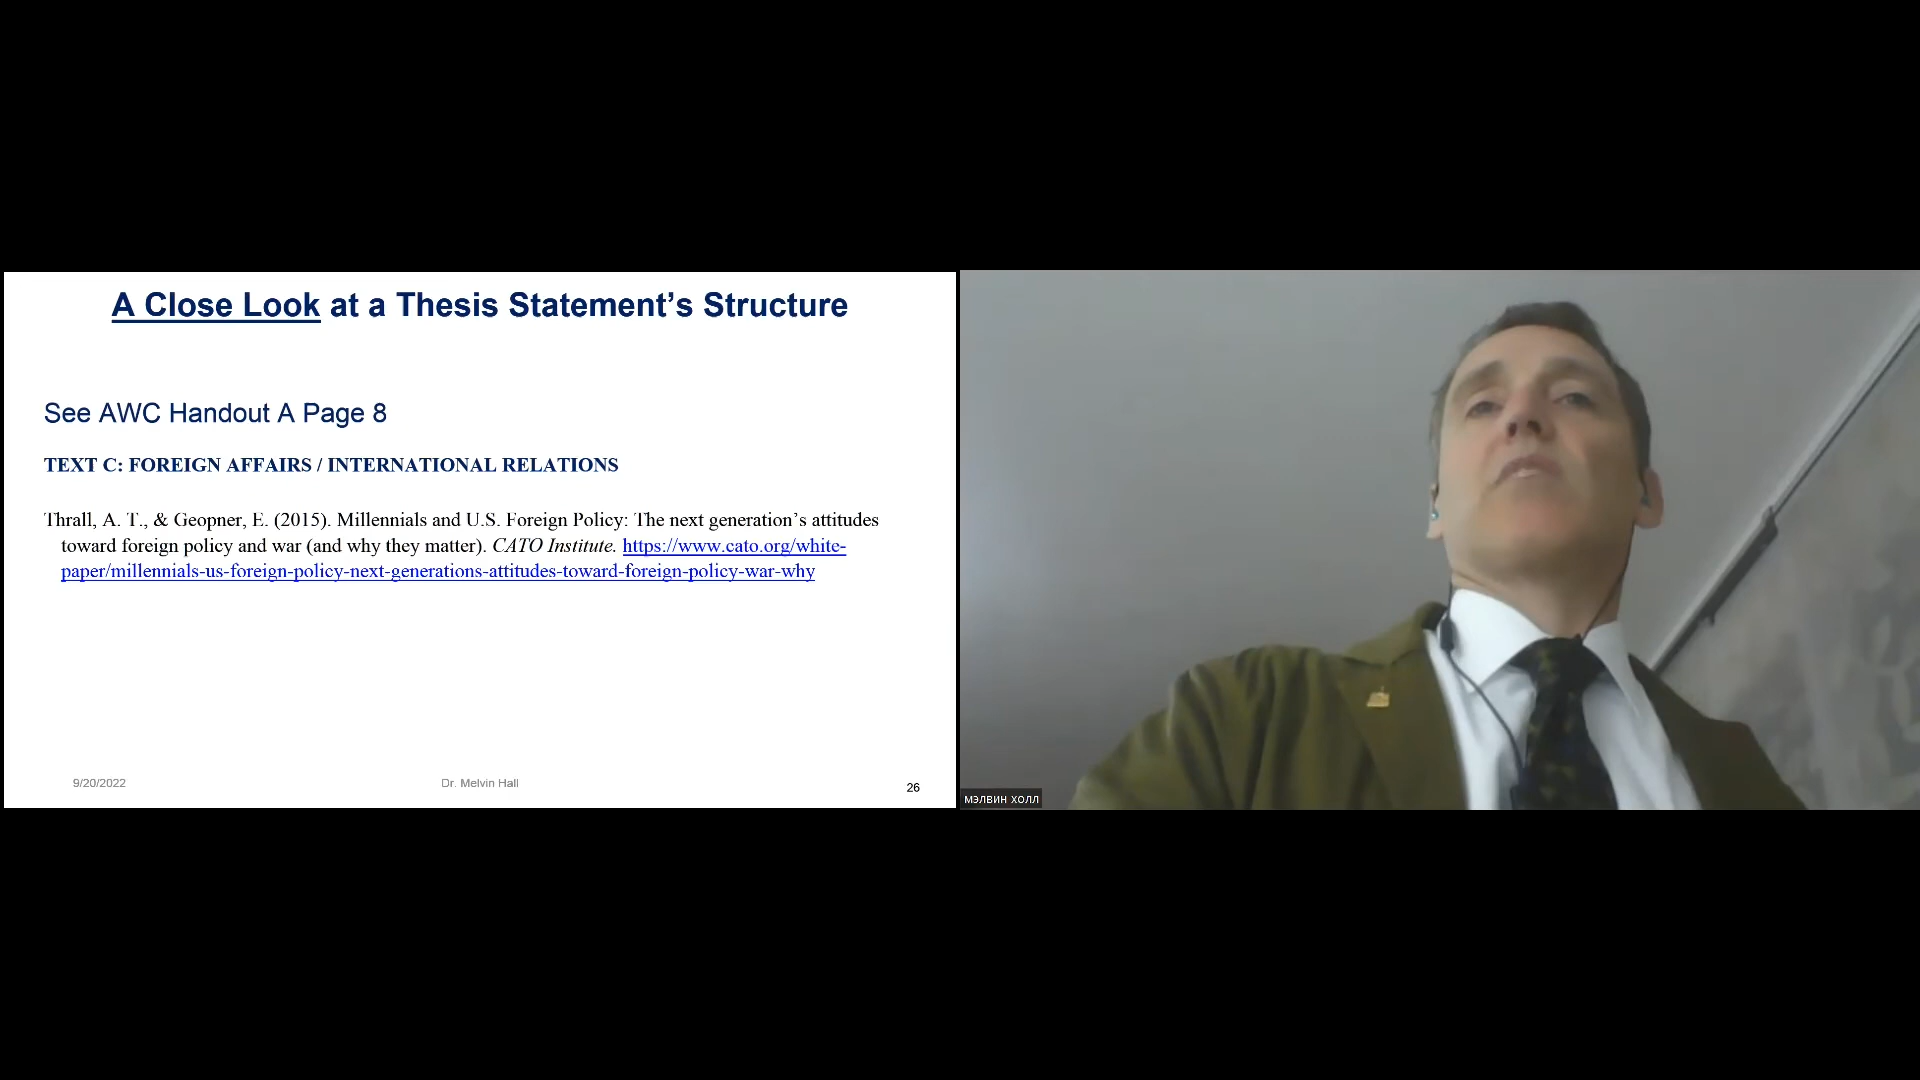 A Close Look at a Thesis Statement’s Structure
See AWC Handout A Page 8
TEXT C: FOREIGN AFFAIRS / INTERNATIONAL RELATIONS
Thrall, A. T., & Geopner, E. (2015). Millennials and U.S. Foreign Policy: The next generation’s attitudes
toward foreign policy and war (and why they matter). CATO Institute. https://www.cato.org/white-
paper/millennials-us-foreign-policy-next-generations-attitudes-toward-foreign-policy-war-why
9/20/2022
Dr. Melvin Hall
26
мэлвин холл